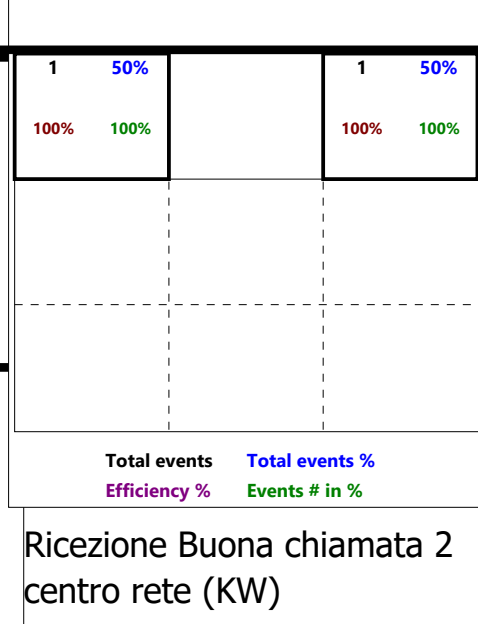 1 50% 1 50%
100% 100% 100% 100%
Total events Total events %
Efficiency % Events # in %
Ricezione Buona chiamata 2
centro rete (KW)